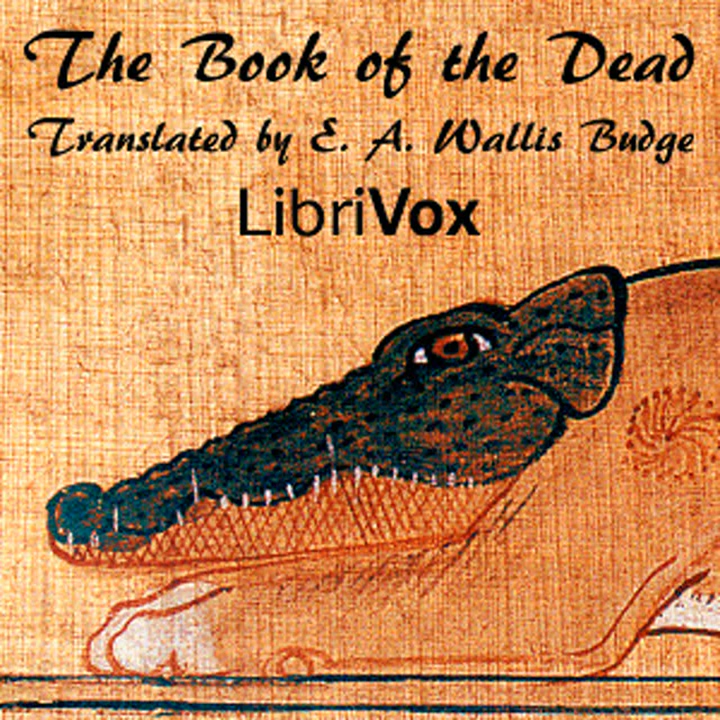 The Book of the Dead
Translated by E. A. Wallis Budge
LibriVox